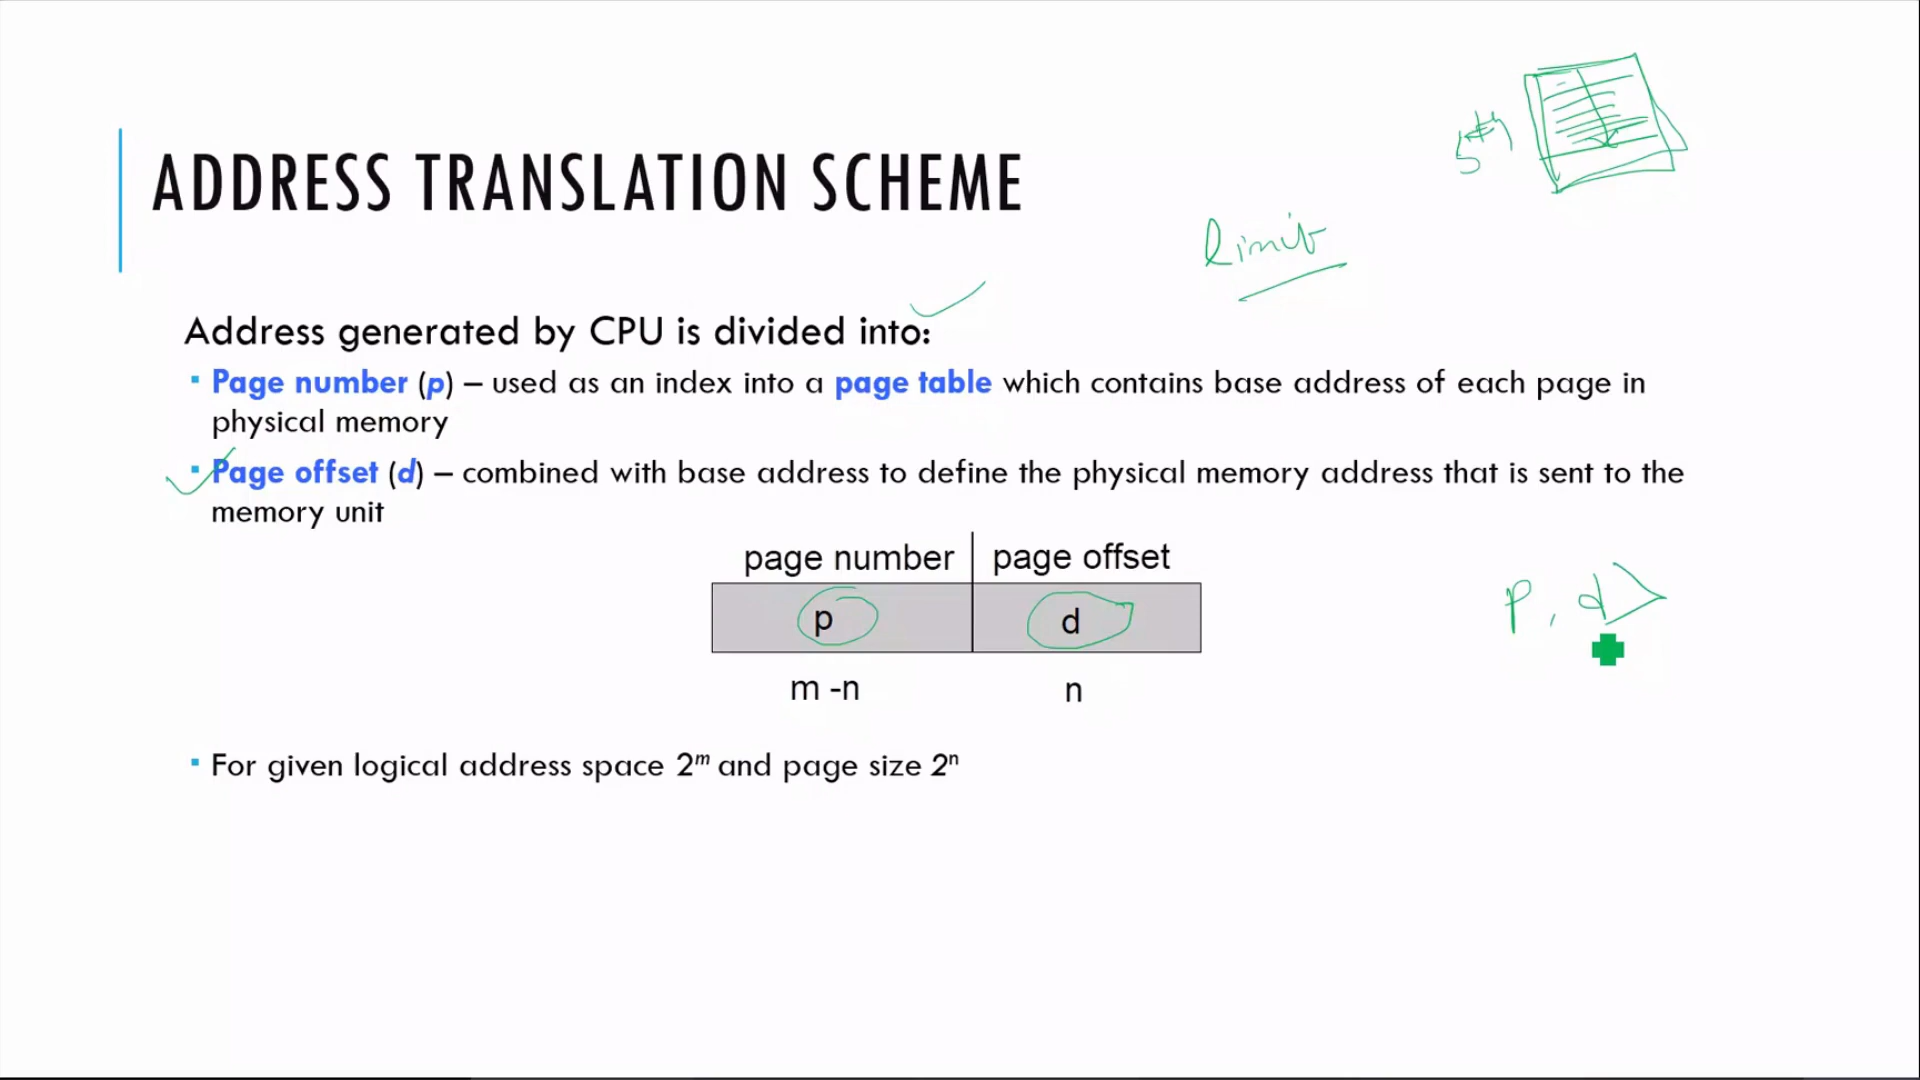 5th
ADDRESS TRANSLATION SCHEME
limit
Address generated by CPU is divided into:
Page number (p) – used as an index into a page table which contains base address of each page in
physical memory
Page offset (d) – combined with base address to define the physical memory address that is sent to the
memory unit
page number page offset
p d
p, d
m -n n
For given logical address space 2ᵐ and page size 2ⁿ